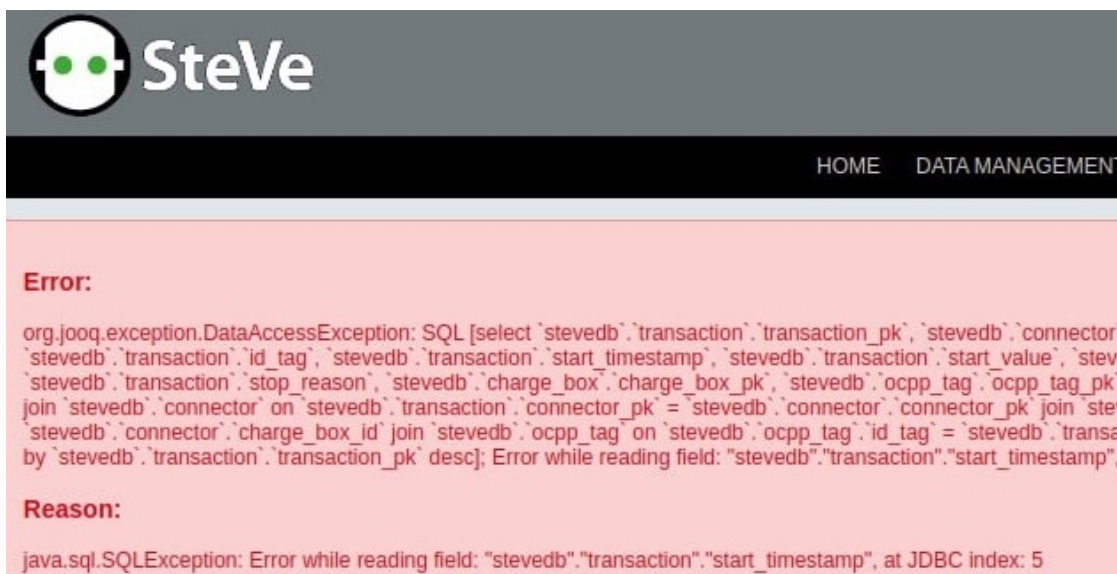 SteVe
HOME DATA MANAGEMENT
Error:
org.jooq.exception.DataAccessException: SQL [select `stevedb`.`transaction`.`transaction_pk`, `stevedb`.`connector
`stevedb`.`transaction`.`id_tag`, `stevedb`.`transaction`.`start_timestamp`, `stevedb`.`transaction`.`start_value`, `stev
`stevedb`.`transaction`.`stop_reason`, `stevedb`.`charge_box`.`charge_box_pk`, `stevedb`.`ocpp_tag`.`ocpp_tag_pk`
join `stevedb`.`connector` on `stevedb`.`transaction`.`connector_pk` = `stevedb`.`connector`.`connector_pk` join `ste
`stevedb`.`connector`.`charge_box_id` join `stevedb`.`ocpp_tag` on `stevedb`.`ocpp_tag`.`id_tag` = `stevedb`.`transa
by `stevedb`.`transaction`.`transaction_pk` desc]; Error while reading field: "stevedb"."transaction"."start_timestamp",
Reason:
java.sql.SQLException: Error while reading field: "stevedb"."transaction"."start_timestamp", at JDBC index: 5